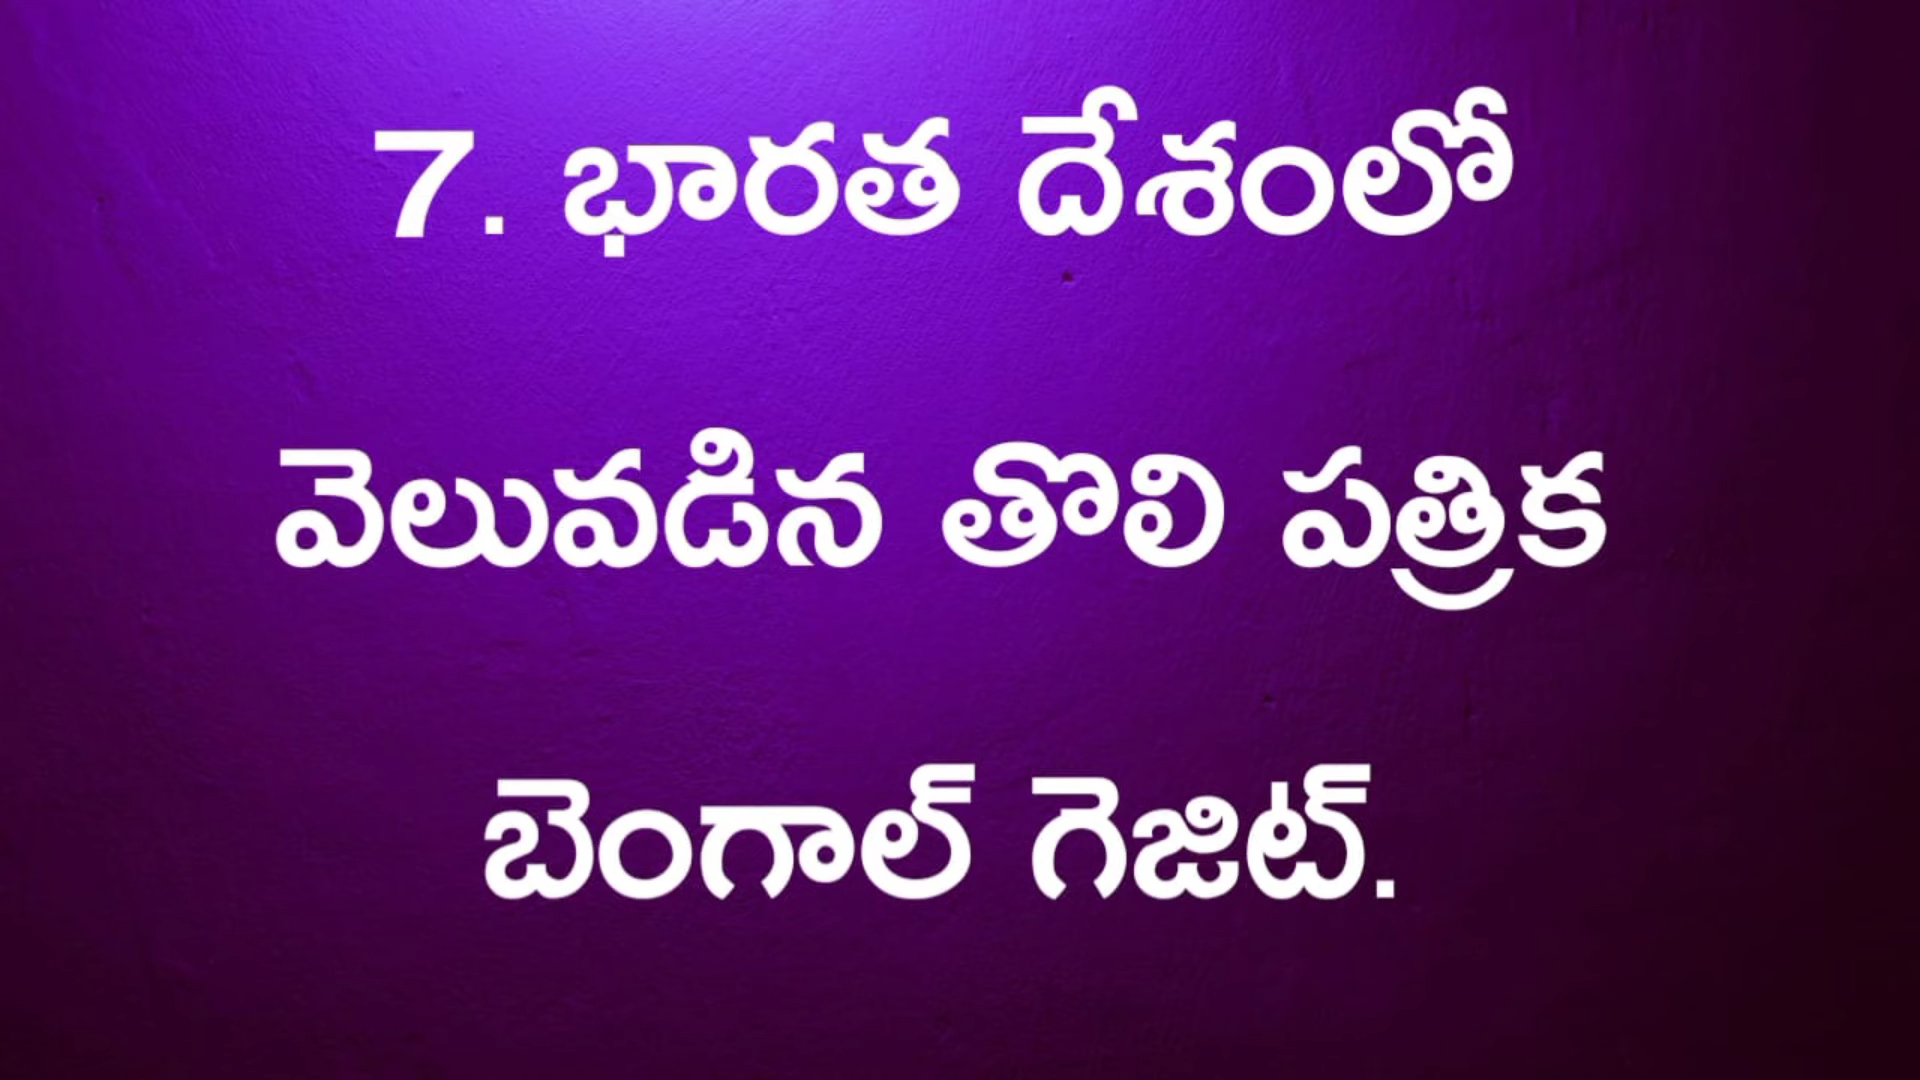 7. భారత దేశంలో
వెలువడిన తొలి పత్రిక
బెంగాల్ గెజిట్.